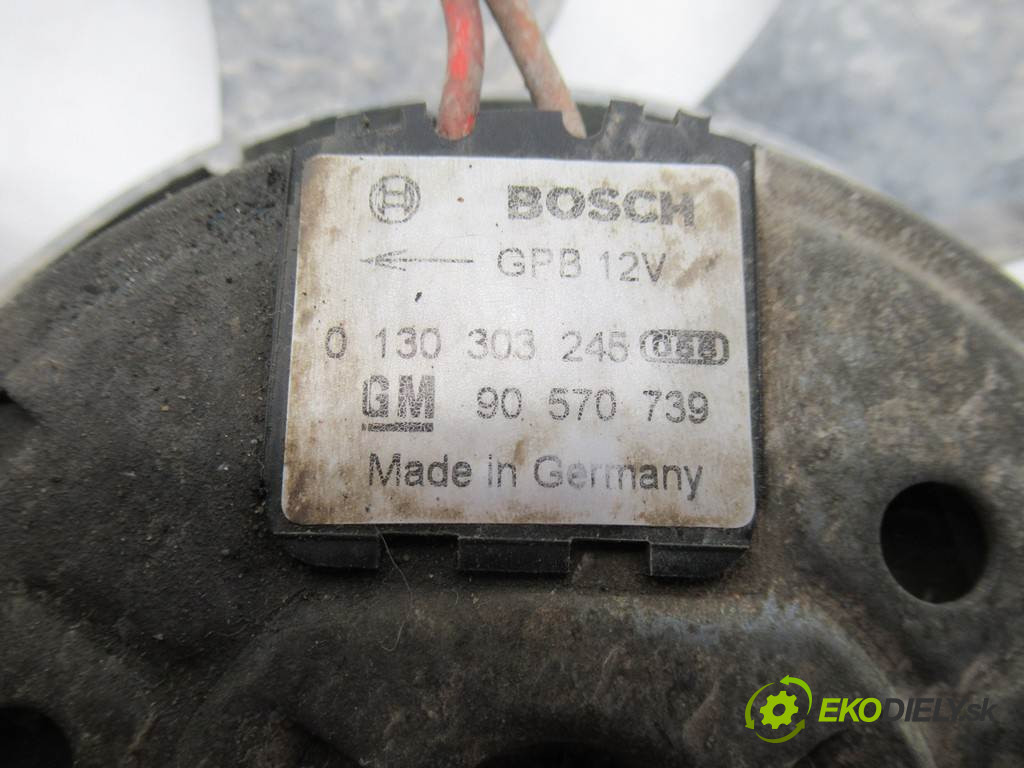 BOSCH
GPB 12V
0 130 303 245
GM 90 570 739
Made in Germany
EKODIELY.sk